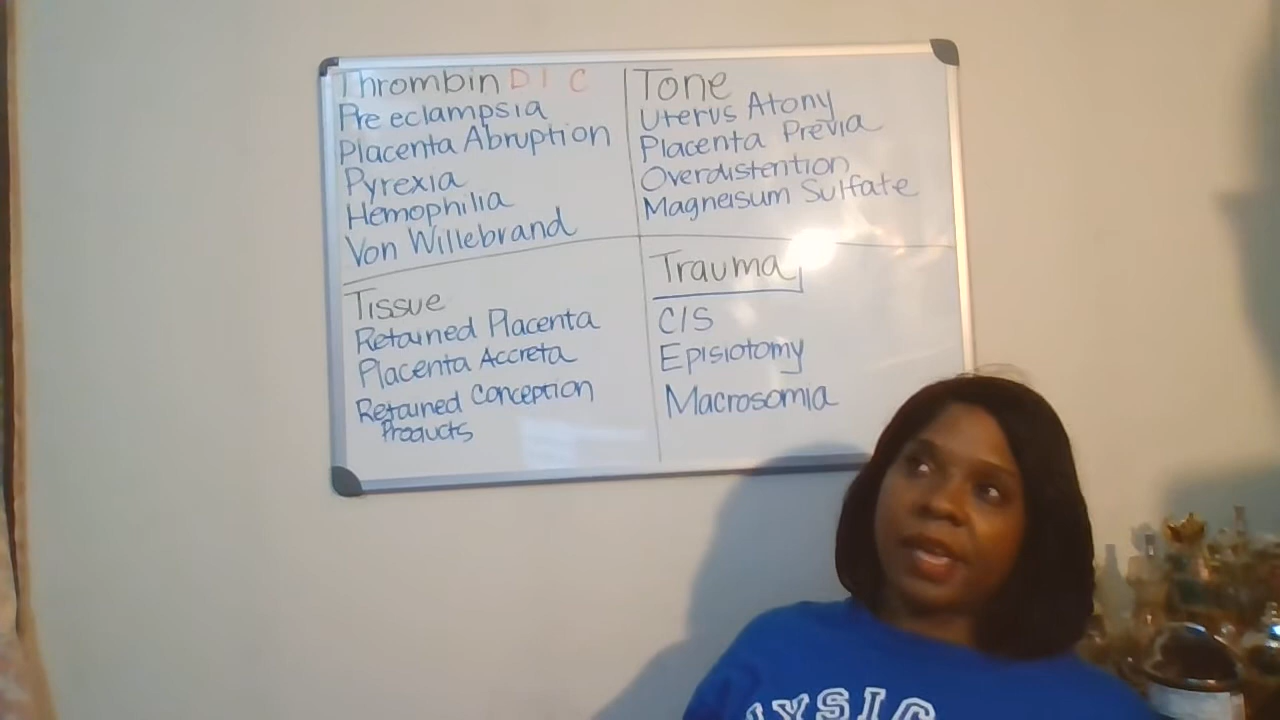 Thrombin D I C
Pre eclampsia
Placenta Abruption
Pyrexia
Hemophilia
Von Willebrand
Tone
Uterus Atony
Placenta Previa
Overdistention
Magneisum Sulfate
Tissue
Retained Placenta
Placenta Accreta
Retained Conception
Products
Trauma
C/S
Episiotomy
Macrosomia